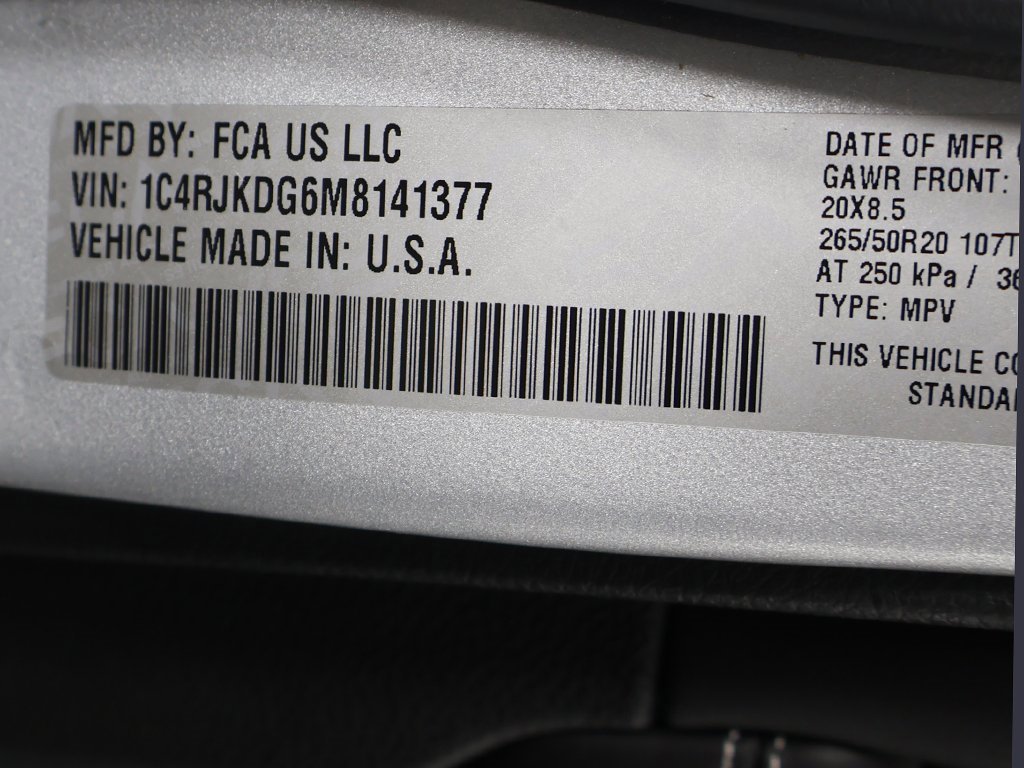 MFD BY: FCA US LLC
VIN: 1C4RJKDG6M8141377
VEHICLE MADE IN: U.S.A.
DATE OF MFR
GAWR FRONT:
20X8.5
265/50R20 107T
AT 250 kPa / 36
TYPE: MPV
THIS VEHICLE